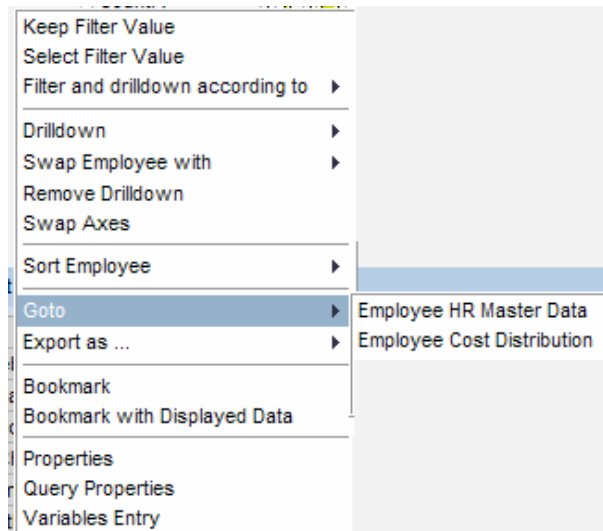 Keep Filter Value
Select Filter Value
Filter and drilldown according to
Drilldown
Swap Employee with
Remove Drilldown
Swap Axes
Sort Employee
Goto
Employee HR Master Data
Export as ...
Employee Cost Distribution
Bookmark
Bookmark with Displayed Data
Properties
Query Properties
Variables Entry